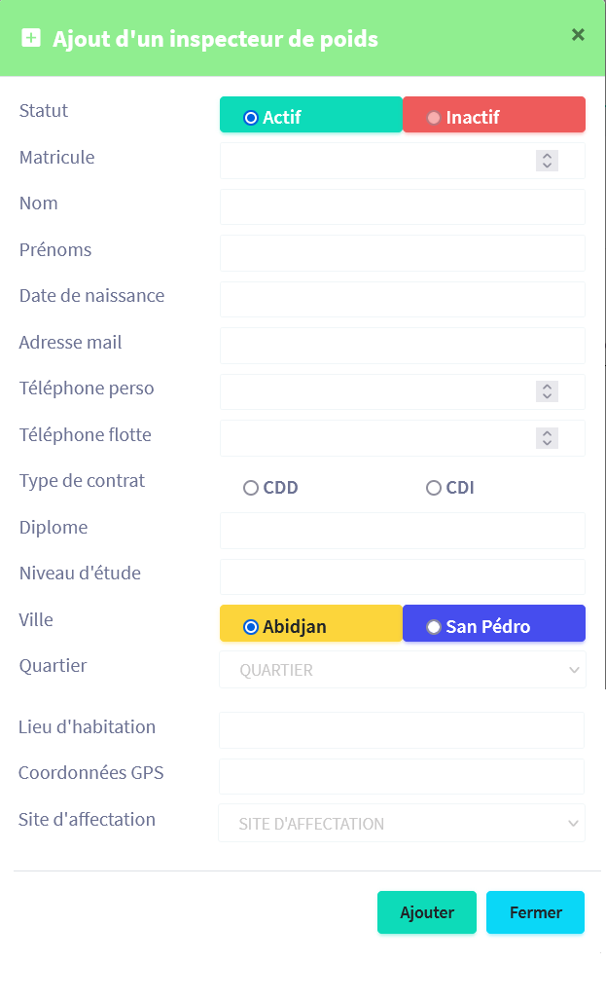 Ajout d'un inspecteur de poids ×
Statut Actif Inactif
Matricule
Nom
Prénoms
Date de naissance
Adresse mail
Téléphone perso
Téléphone flotte
Type de contrat CDD CDI
Diplome
Niveau d'étude
Ville Abidjan San Pédro
Quartier QUARTIER
Lieu d'habitation
Coordonnées GPS
Site d'affectation SITE D'AFFECTATION
Ajouter Fermer